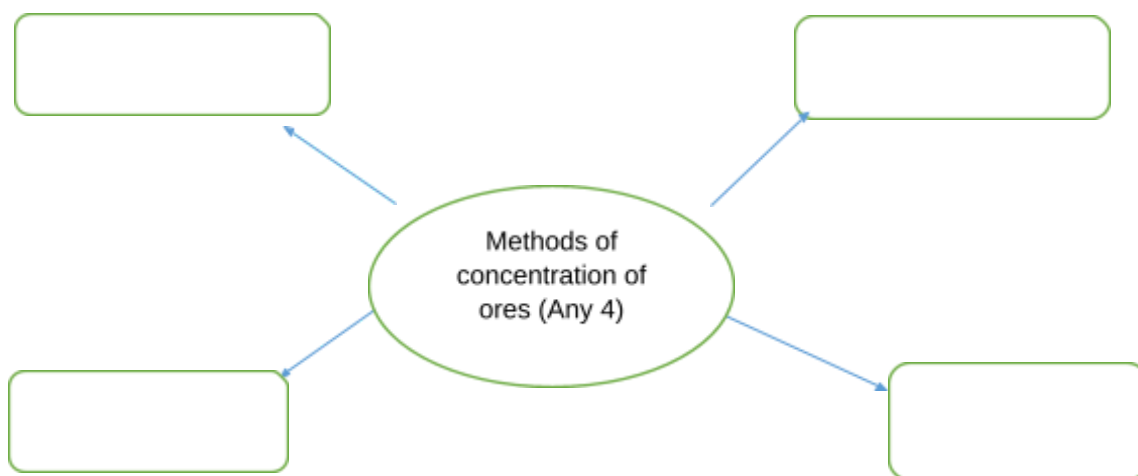 Methods of
concentration of
ores (Any 4)